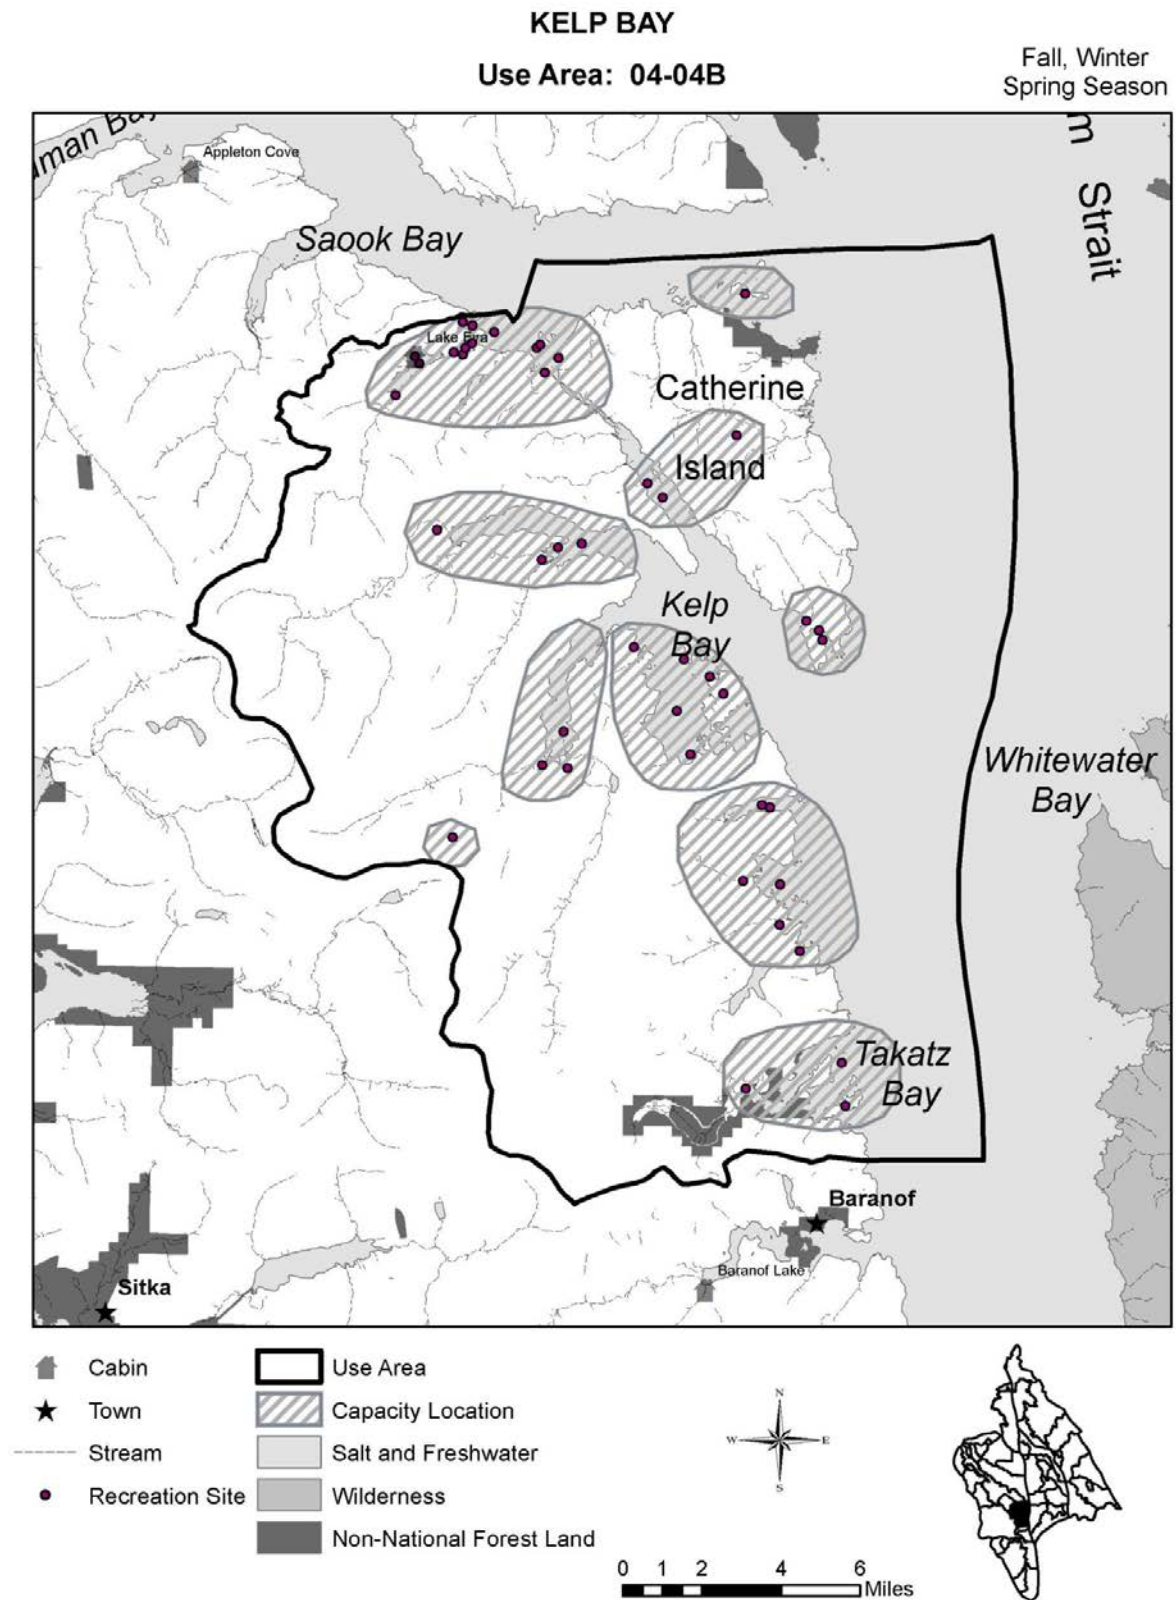 KELP BAY
Use Area: 04-04B
Fall, Winter
Spring Season
Appleton Cove
Saook Bay
Strait
Lake Eva
Catherine
Island
Kelp
Bay
Whitewater
Bay
Takatz
Bay
Baranof
Baranof Lake
Sitka
Cabin
Town
Stream
Recreation Site
Use Area
Capacity Location
Salt and Freshwater
Wilderness
Non-National Forest Land
N
W
E
S
0 1 2 4 6
Miles